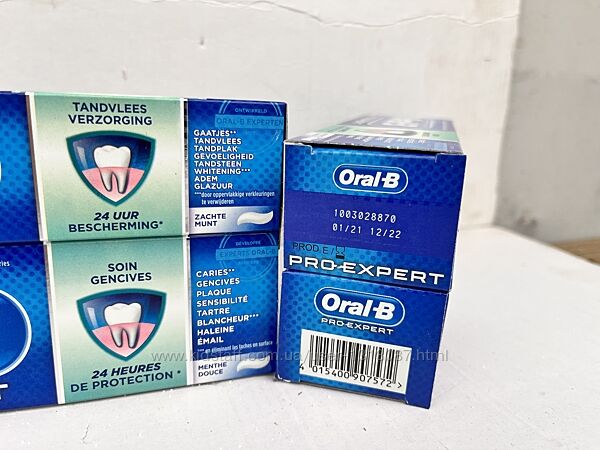 TANDVLEES
VERZORGING
24 UUR
BESCHERMING*
ONTWIKKELD
ORAL-B EXPERTEN
GAATJES**
TANDVLEES
TANDPLAK
GEVOELIGHEID
TANDSTEEN
WHITENING***
ADEM
GLAZUUR
***door oppervlakkige verkleuringen
te verwijderen
ZACHTE
MUNT
SOIN
GENCIVES
24 HEURES
DE PROTECTION*
EXPERTS ORAL-B
CARIES**
GENCIVES
PLAQUE
SENSIBILITÉ
TARTRE
BLANCHEUR***
HALEINE
ÉMAIL
en éliminant les taches en surface
MENTHE
DOUCE
Oral-B
1003028870
01/21 12/22
PROD.E/
PRO-EXPERT
Oral-B
PRO-EXPERT
4 015400 907572 >